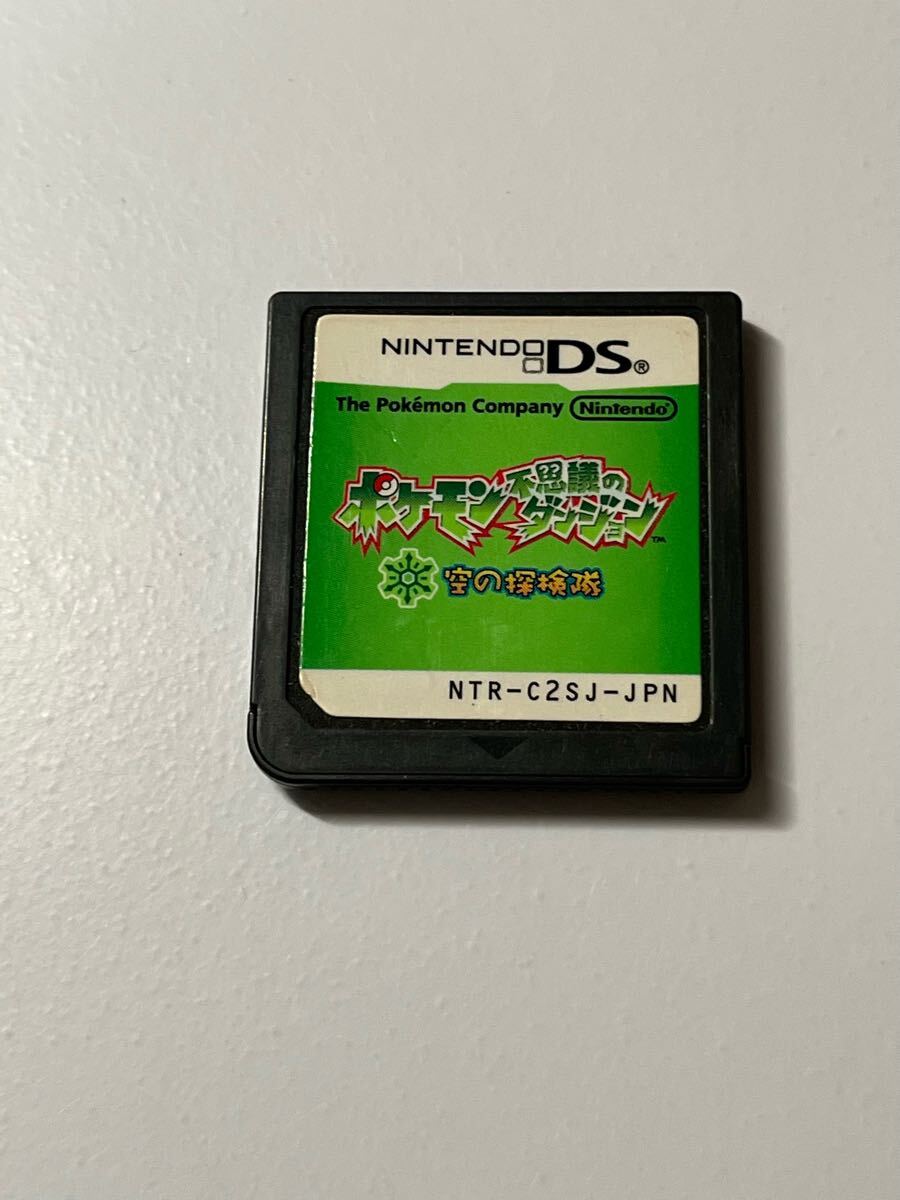 NINTENDO DS®
The Pokémon Company Nintendo®
ポケモン不思議のダンジョン™
空の探検隊
NTR-C2SJ-JPN